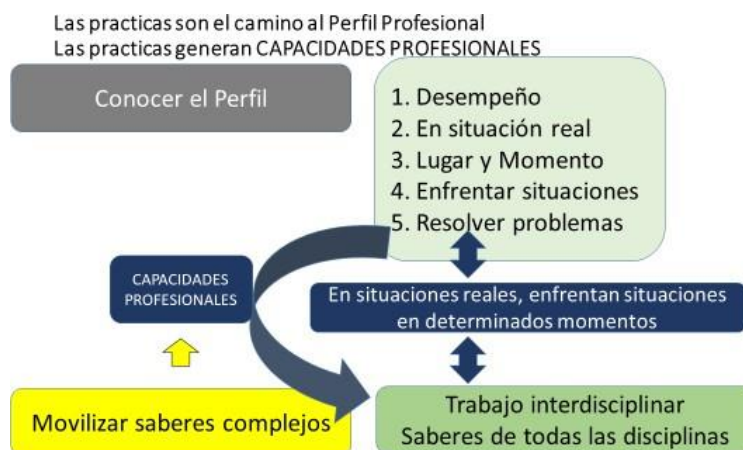 Las practicas son el camino al Perfil Profesional
Las practicas generan CAPACIDADES PROFESIONALES
Conocer el Perfil
1. Desempeño
2. En situación real
3. Lugar y Momento
4. Enfrentar situaciones
5. Resolver problemas
CAPACIDADES
PROFESIONALES
En situaciones reales, enfrentan situaciones
en determinados momentos
Movilizar saberes complejos
Trabajo interdisciplinar
Saberes de todas las disciplinas